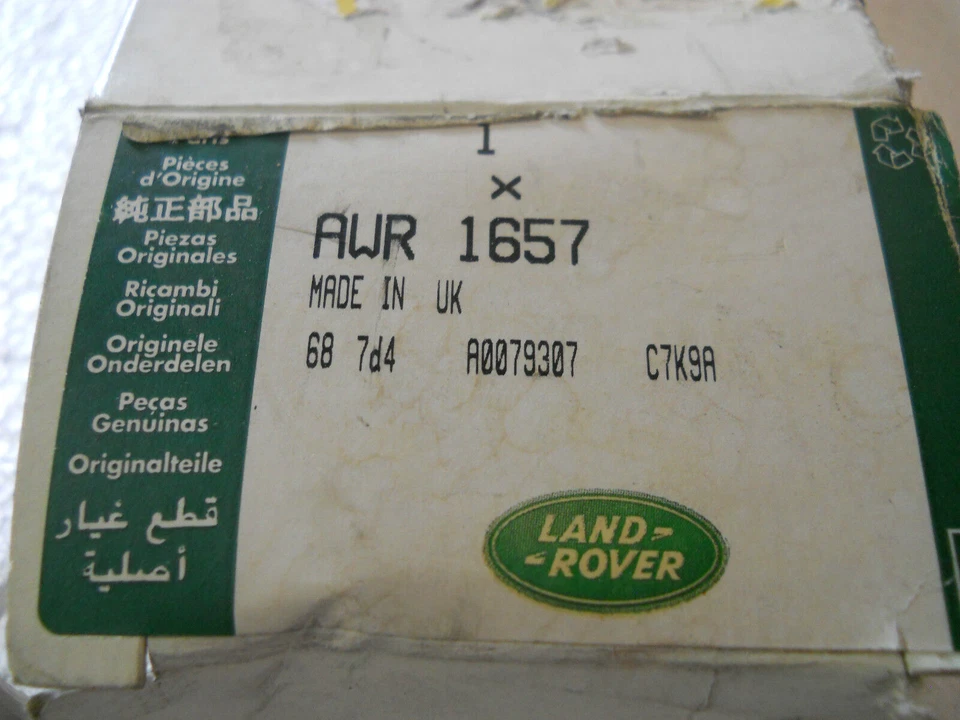 Pièces
d'Origine
純正部品
Piezas
Originales
Ricambi
Originali
Originele
Onderdelen
Peças
Genúinas
Originalteile
قطع غيار
أصلية
1
x
AWR 1657
MADE IN UK
68 7d4 A0079307 C7K9A
LAND-
-ROVER